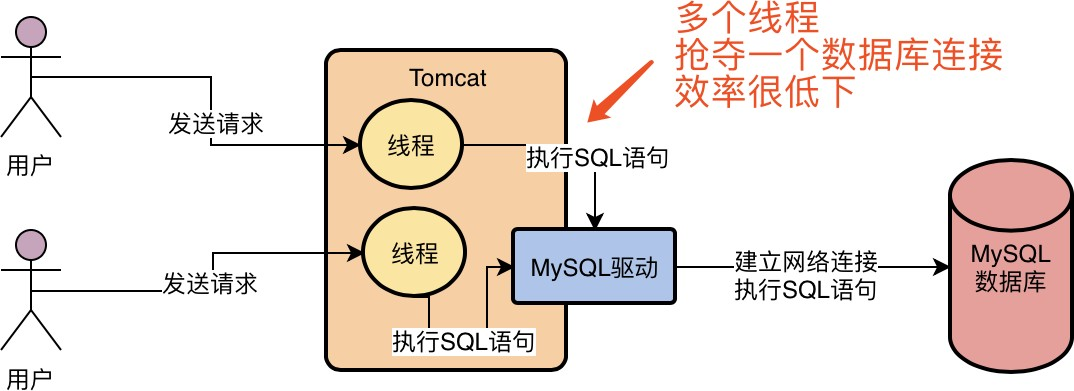 多个线程
抢夺一个数据库连接
效率很低下
Tomcat
发送请求
线程
用户
执行SQL语句
发送请求
线程
MySQL驱动
建立网络连接
执行SQL语句
MySQL
数据库
执行SQL语句
用户